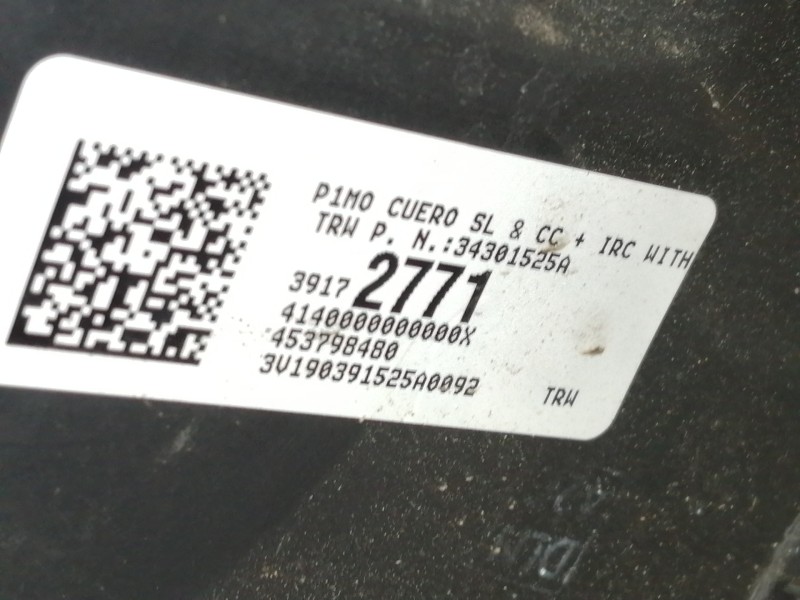 P1MO CUERO SL & CC + IRC WITH
TRW P. N.:34301525A
3917 2771
4140000000000X
453798480
3V190391525A0092
TRW